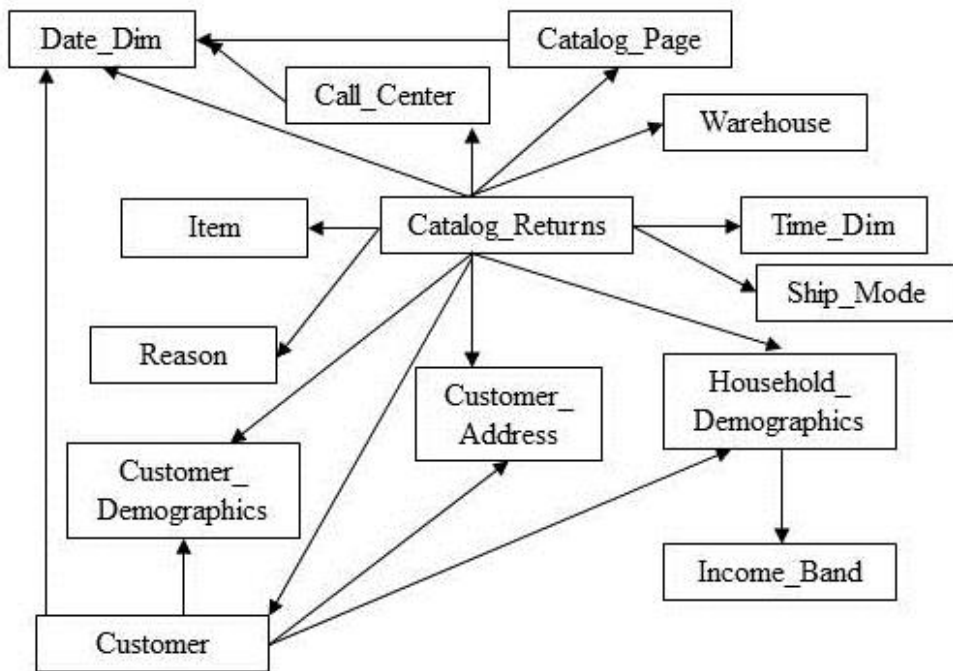 Date_Dim
Catalog_Page
Call_Center
Warehouse
Item
Catalog_Returns
Time_Dim
Ship_Mode
Reason
Customer_
Address
Household_
Demographics
Customer_
Demographics
Income_Band
Customer